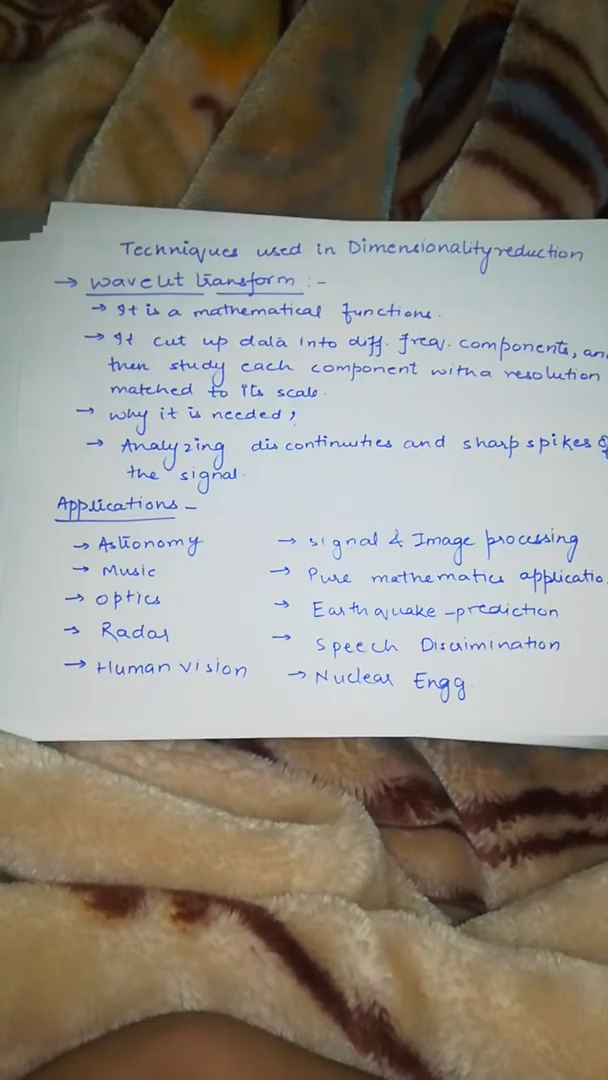 Techniques used in Dimensionality reduction
→ wavelet transform :-
→ It is a mathematical functions.
→ It cut up data into diff. freq. components, and
then study each component with a resolution
matched to its scale.
→ why it is needed ?
→ Analyzing discontinuties and sharp spikes of
the signal.
Applications -
→ Astronomy
→ Music
→ optics
→ Radar
→ Human vision
→ signal & Image processing
→ Pure mathematics applicatio
→ Earthquake - prediction
→ Speech Discrimination
→ Nuclear Engg